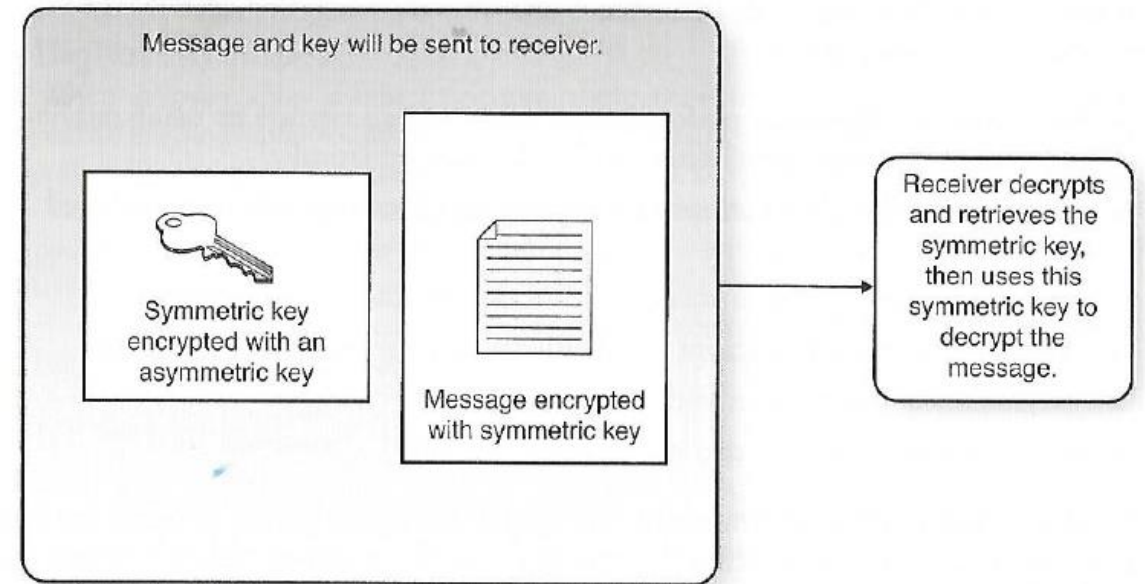 Message and key will be sent to receiver.
Symmetric key
encrypted with an
asymmetric key
Message encrypted
with symmetric key
Receiver decrypts
and retrieves the
symmetric key,
then uses this
symmetric key to
decrypt the
message.